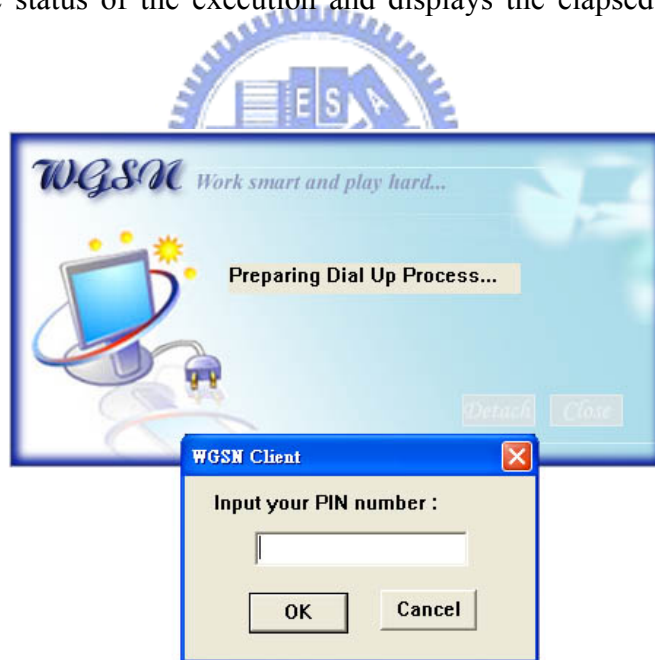 status of the execution and displays the elapsed
E S A
WGSN Work smart and play hard...
Preparing Dial Up Process...
Detach Close
WGSN Client
Input your PIN number :
OK Cancel